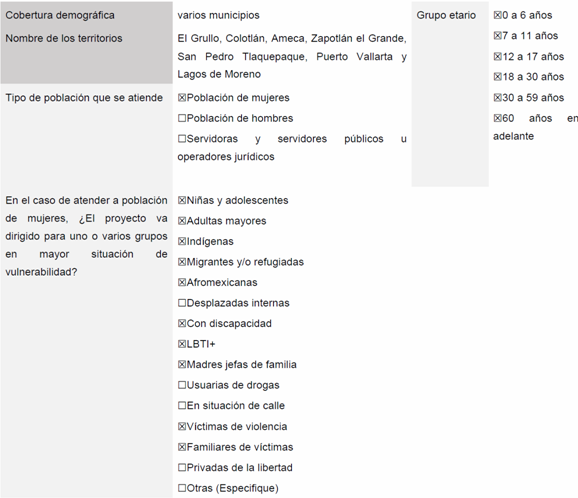 Cobertura demográfica
varios municipios
Grupo etario
☒0 a 6 años
☒7 a 11 años
☒12 a 17 años
☒18 a 30 años
☒30 a 59 años
☒60 años en
adelante
Nombre de los territorios
El Grullo, Colotlán, Ameca, Zapotlán el Grande,
San Pedro Tlaquepaque, Puerto Vallarta y
Lagos de Moreno
Tipo de población que se atiende
☒Población de mujeres
☐Población de hombres
☐Servidoras y servidores públicos u
operadores jurídicos
En el caso de atender a población
de mujeres, ¿El proyecto va
dirigido para uno o varios grupos
en mayor situación de
vulnerabilidad?
☒Niñas y adolescentes
☒Adultas mayores
☒Indígenas
☒Migrantes y/o refugiadas
☒Afromexicanas
☐Desplazadas internas
☒Con discapacidad
☒LBTI+
☒Madres jefas de familia
☐Usuarias de drogas
☐En situación de calle
☒Víctimas de violencia
☒Familiares de víctimas
☐Privadas de la libertad
☐Otras (Especifique)